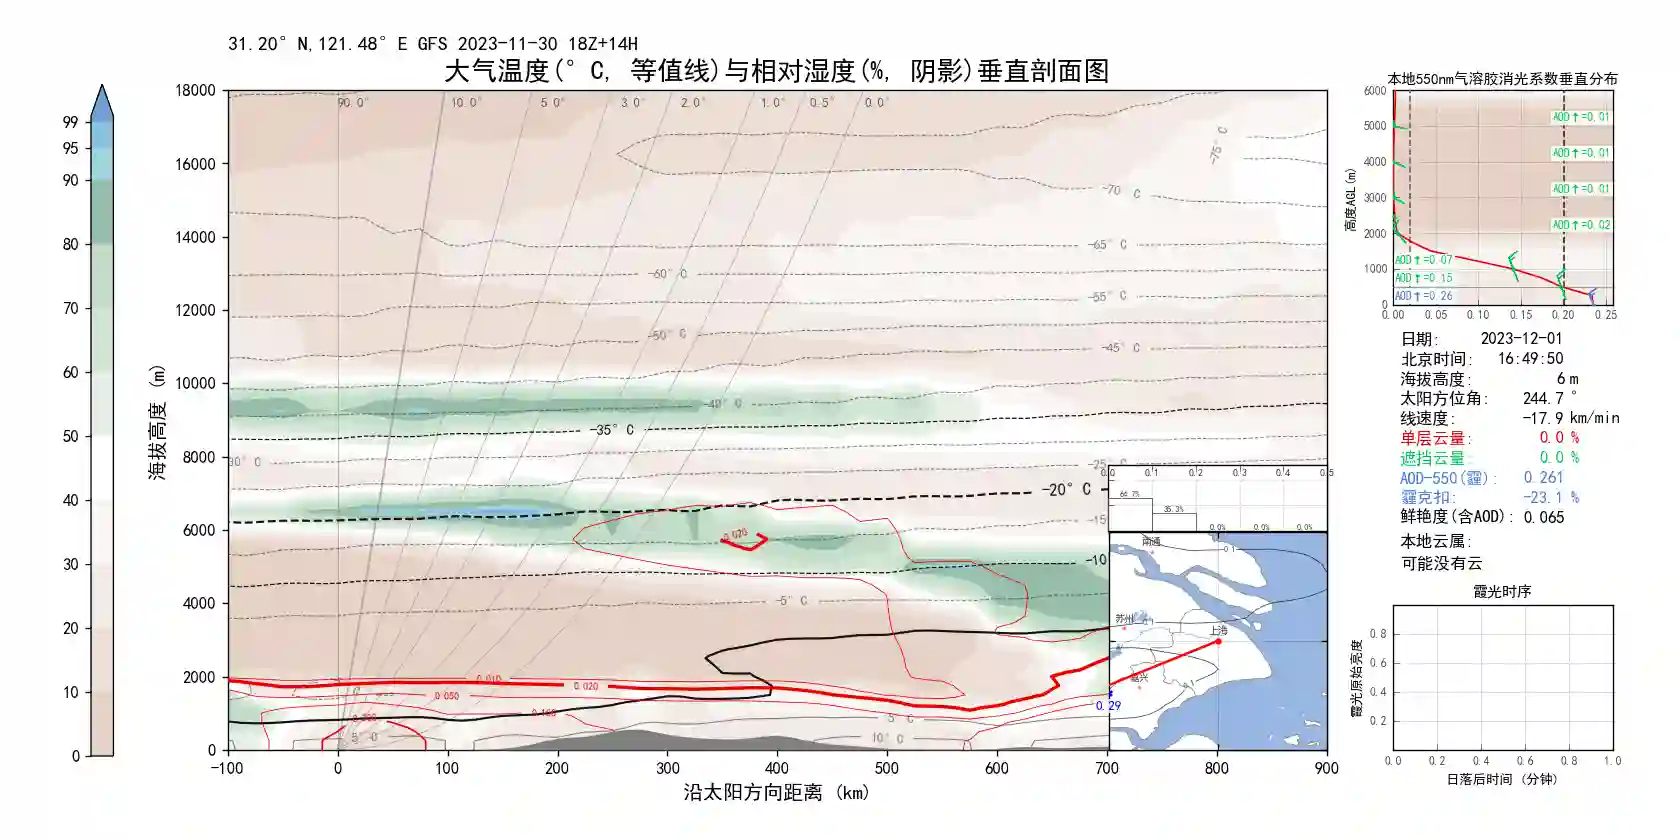 31.20° N,121.48° E GFS 2023-11-30 18Z+14H
大气温度(° C, 等值线)与相对湿度(%, 阴影)垂直剖面图
99
95
90
80
70
60
50
40
30
20
10
0
海拔高度 (m)
18000
16000
14000
12000
10000
8000
6000
4000
2000
0
90.0° 10.0° 5.0° 3.0° 2.0° 1.0° 0.5° 0.0°
-75° C
-70 ° C
-65° C
-60° C
-55° C
-50° C
-45° C
-40° C
-35° C
30° C
-25° C
-20° C
-15
-10
-5° C
5° C
5° C
10° C
0.020
0.010
0.020
0.050
0.100
0.200
-100 0 100 200 300 400 500 600 700 800 900
沿太阳方向距离 (km)
0.0 0.1 0.2 0.3 0.4 0.5
64.7%
35.3%
0.0% 0.0% 0.0%
南通
0.1
苏州
0.1
上海
嘉兴
0.1
0.29
本地550nm气溶胶消光系数垂直分布
高度AGL(m)
6000
5000
4000
3000
2000
1000
0
AOD↑=0.01
AOD↑=0.01
AOD↑=0.01
AOD↑=0.02
AOD↑=0.07
AOD↑=0.15
AOD↑=0.26
0.00 0.05 0.10 0.15 0.20 0.25
日期: 2023-12-01
北京时间: 16:49:50
海拔高度: 6 m
太阳方位角: 244.7 °
线速度: -17.9 km/min
单层云量: 0.0 %
遮挡云量: 0.0 %
AOD-550(霾): 0.261
霾克扣: -23.1 %
鲜艳度(含AOD): 0.065
本地云属:
可能没有云
霞光时序
霞光原始亮度
0.8
0.6
0.4
0.2
0.0 0.2 0.4 0.6 0.8 1.0
日落后时间 (分钟)